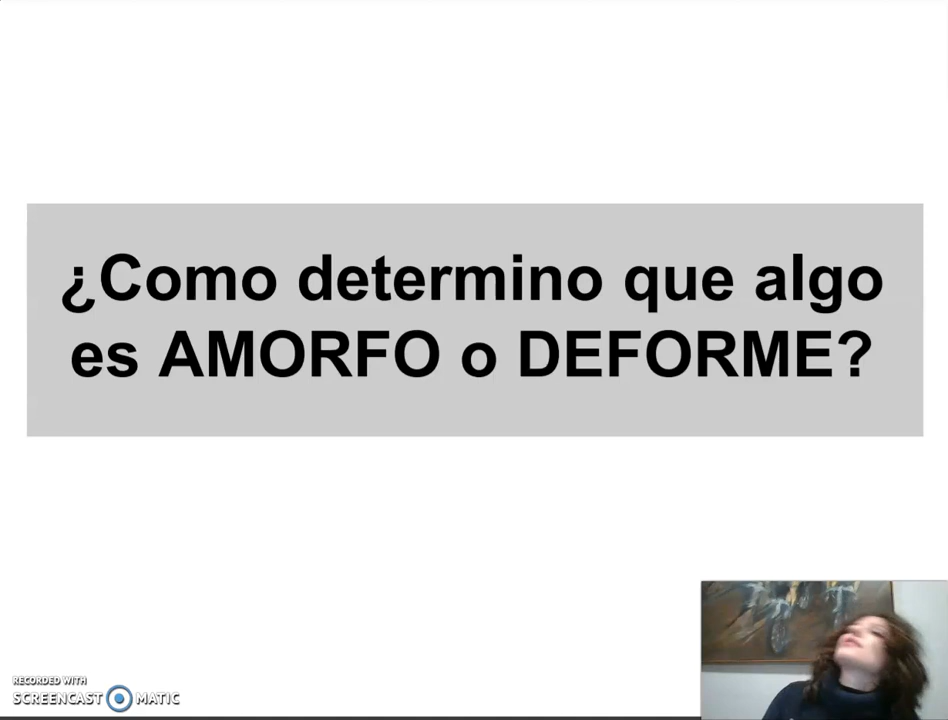 ¿Como determino que algo
es AMORFO o DEFORME?
RECORDED WITH
SCREENCAST MATIC